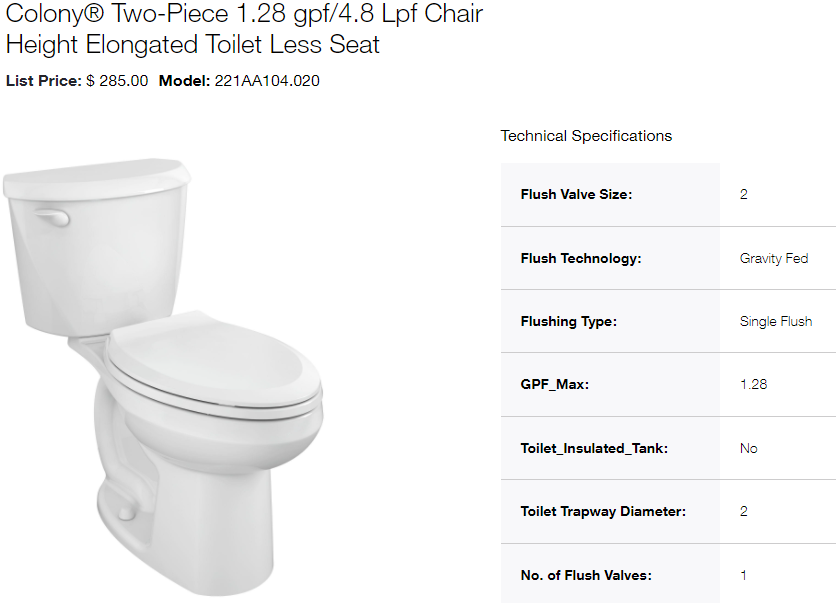 Colony® Two-Piece 1.28 gpf/4.8 Lpf Chair
Height Elongated Toilet Less Seat
List Price: $ 285.00 Model: 221AA104.020
Technical Specifications
Flush Valve Size: 2
Flush Technology: Gravity Fed
Flushing Type: Single Flush
GPF_Max: 1.28
Toilet_Insulated_Tank: No
Toilet Trapway Diameter: 2
No. of Flush Valves: 1